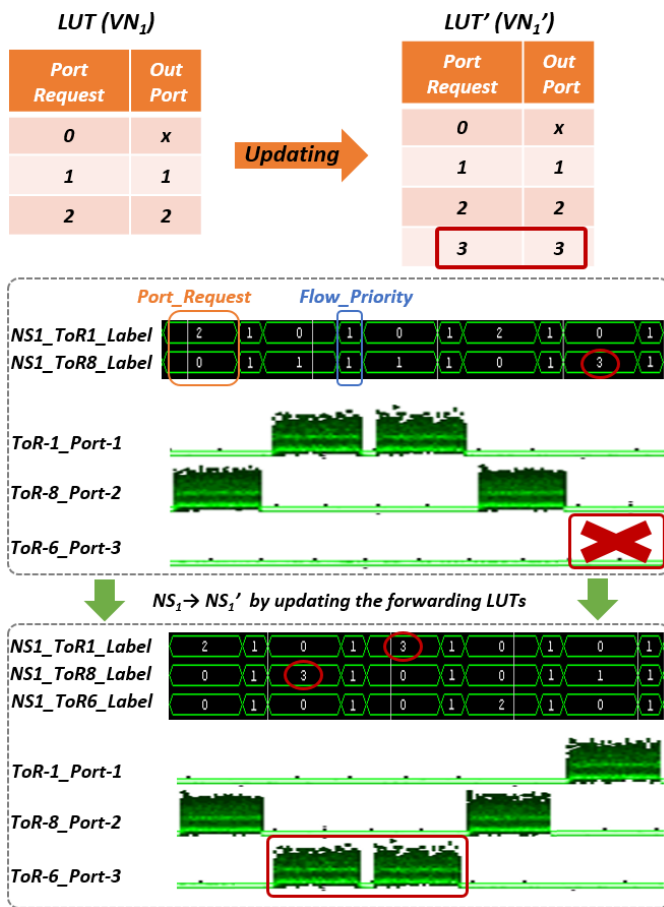 LUT (VN₁)
LUT' (VN₁')
Port Request Out Port
0 x
1 1
2 2
Updating
Port Request Out Port
0 x
1 1
2 2
3 3
Port_Request Flow_Priority
NS1_ToR1_Label 2 1 0 1 0 1 2 1 0 1
NS1_ToR8_Label 0 1 1 1 1 1 0 1 3 1
ToR-1_Port-1
ToR-8_Port-2
ToR-6_Port-3
NS₁→ NS₁' by updating the forwarding LUTs
NS1_ToR1_Label 2 1 0 1 3 1 0 1 0 1
NS1_ToR8_Label 0 1 3 1 0 1 0 1 1 1
NS1_ToR6_Label 0 1 0 1 0 1 2 1 0 1
ToR-1_Port-1
ToR-8_Port-2
ToR-6_Port-3